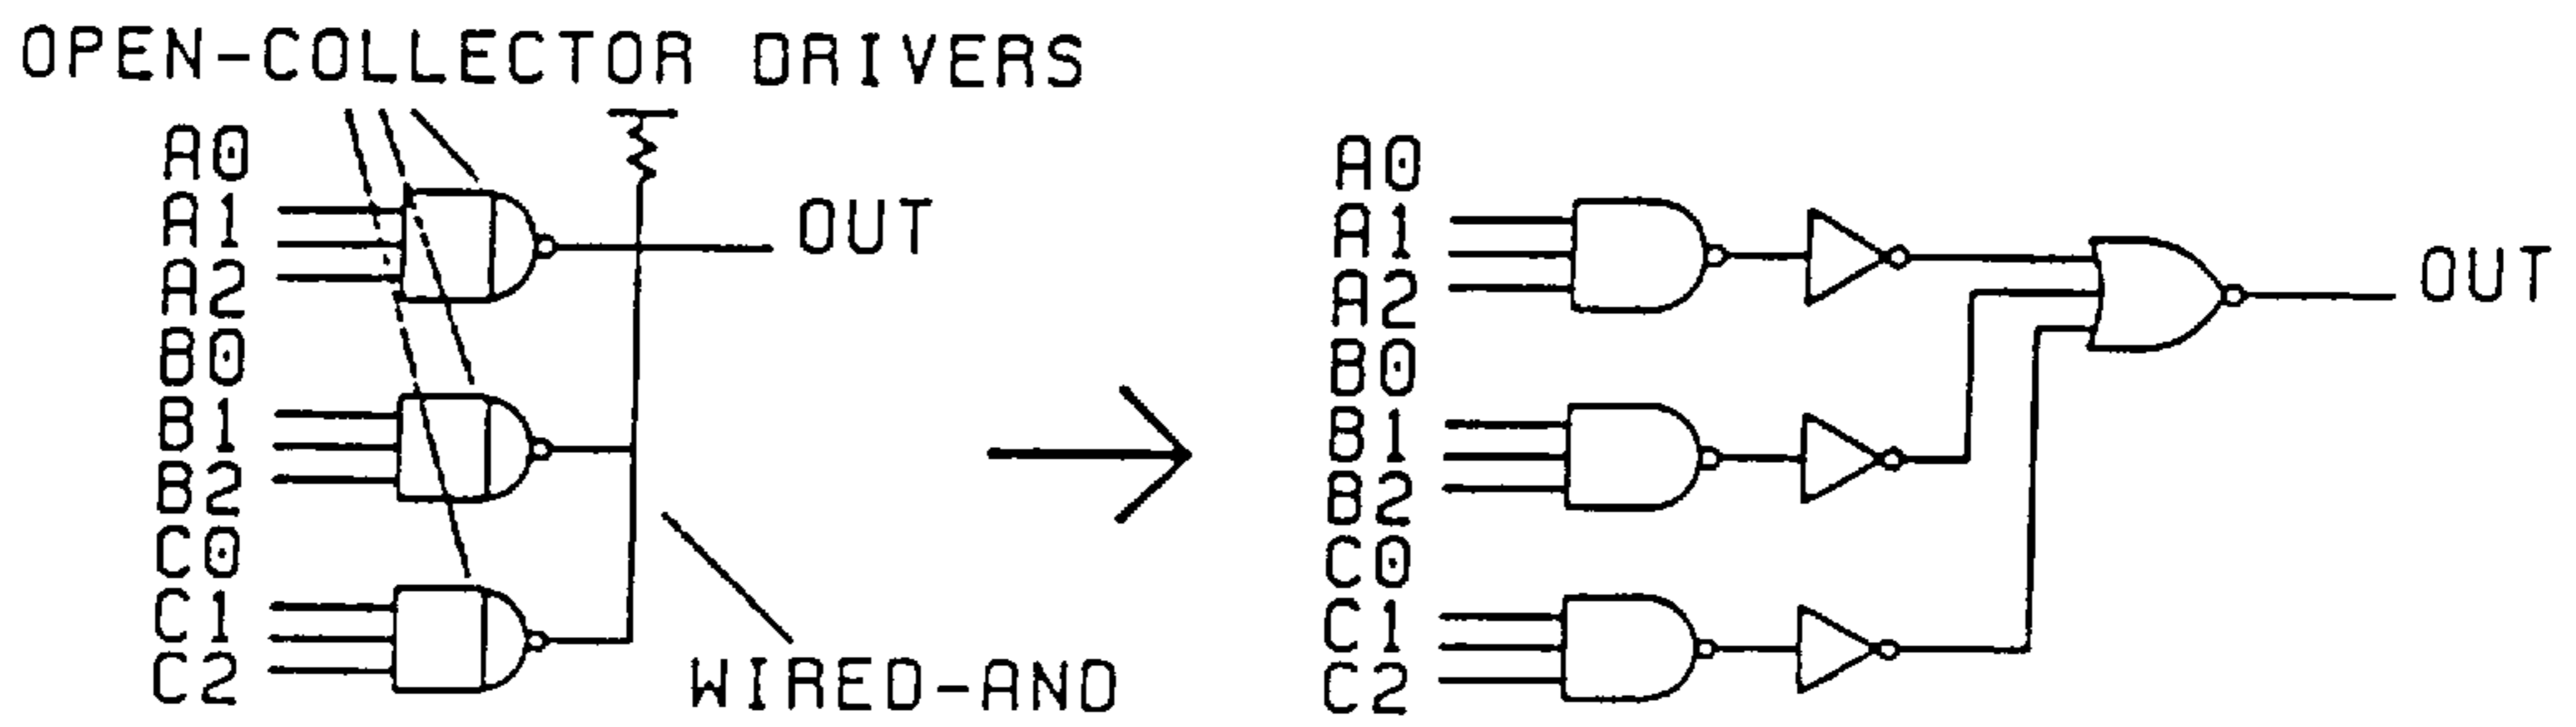 OPEN-COLLECTOR DRIVERS
A0
A1
A2
B0
B1
B2
C0
C1
C2
OUT
WIRED-AND
A0
A1
A2
B0
B1
B2
C0
C1
C2
OUT